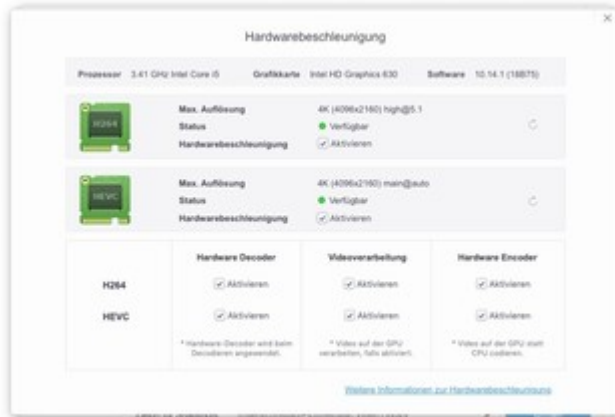 Hardwarebeschleunigung
Prozessor 3.41 GHz Intel Core i5 Grafikkarte Intel HD Graphics 630 Software 10.14.1 (18B75)
H264
Max. Auflösung 4K (4096x2160) high@5.1
Status Verfügbar
Hardwarebeschleunigung Aktivieren
HEVC
Max. Auflösung 4K (4096x2160) main@auto
Status Verfügbar
Hardwarebeschleunigung Aktivieren
Hardware Decoder Videoverarbeitung Hardware Encoder
H264 Aktivieren Aktivieren Aktivieren
HEVC Aktivieren Aktivieren Aktivieren
* Hardware-Decoder wird beim * Video auf der GPU * Video auf der GPU statt
Decodieren angewendet. verarbeiten, falls aktiviert. CPU codieren.
Weitere Informationen zur Hardwarebeschleunigung